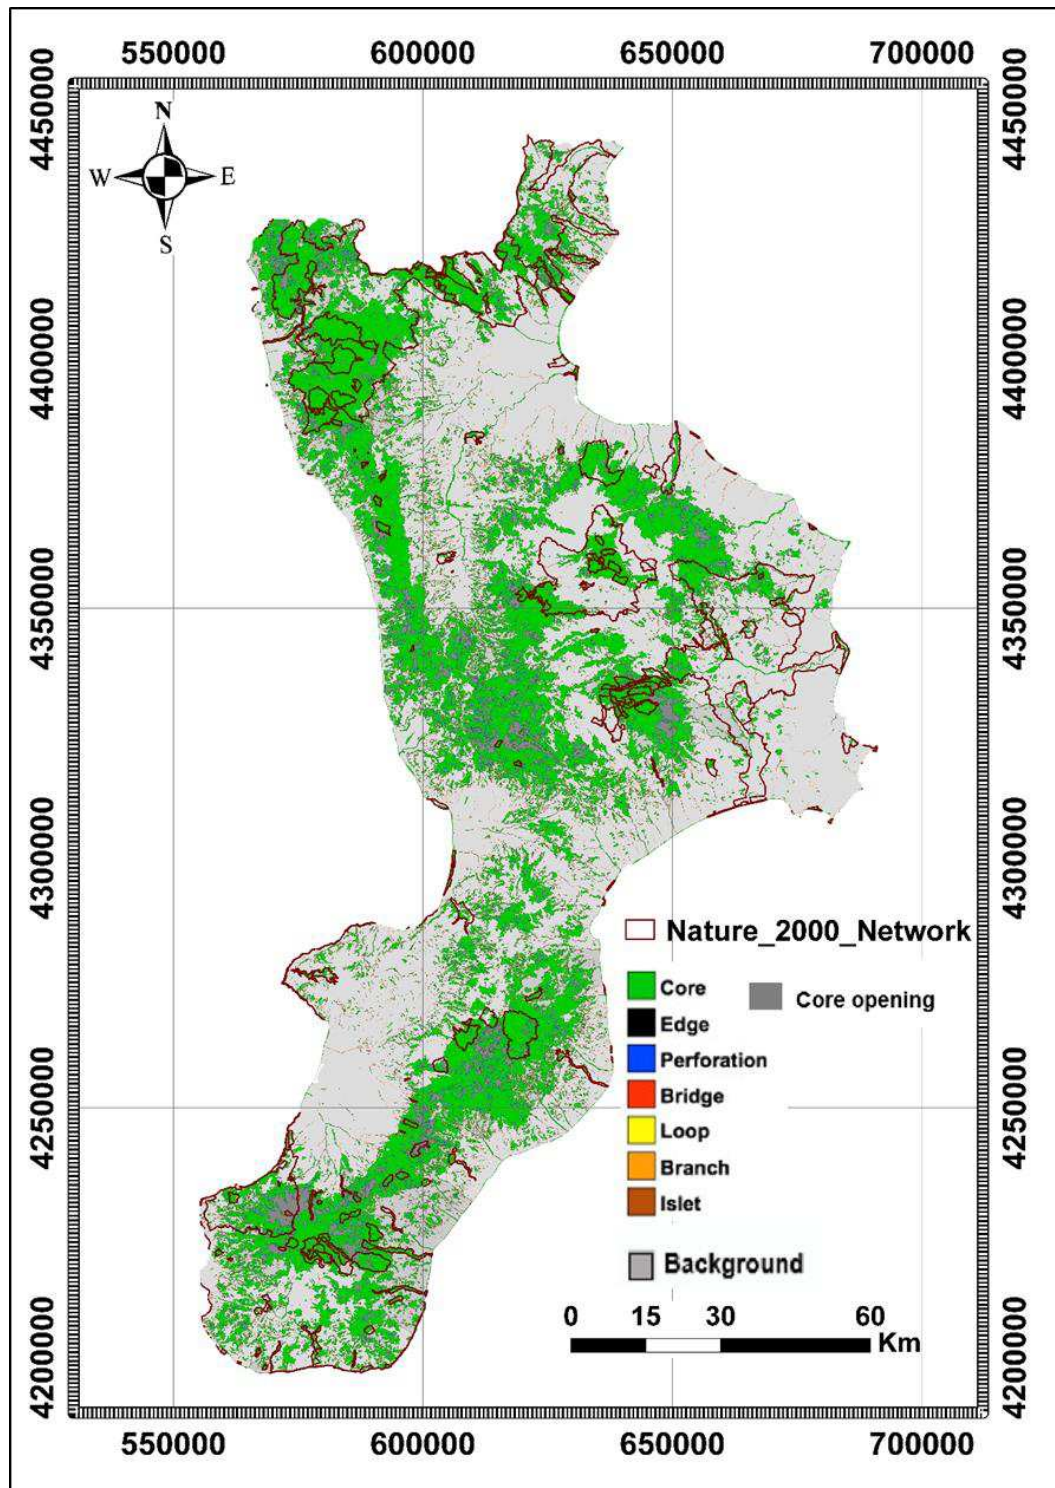 550000 600000 650000 700000
4450000 4450000
N
W E
S
4400000 4400000
4350000 4350000
4300000 4300000
Nature_2000_Network
Core Core opening
Edge
Perforation
4250000 4250000
Bridge
Loop
Branch
Islet
Background
0 15 30 60
Km
4200000 4200000
550000 600000 650000 700000